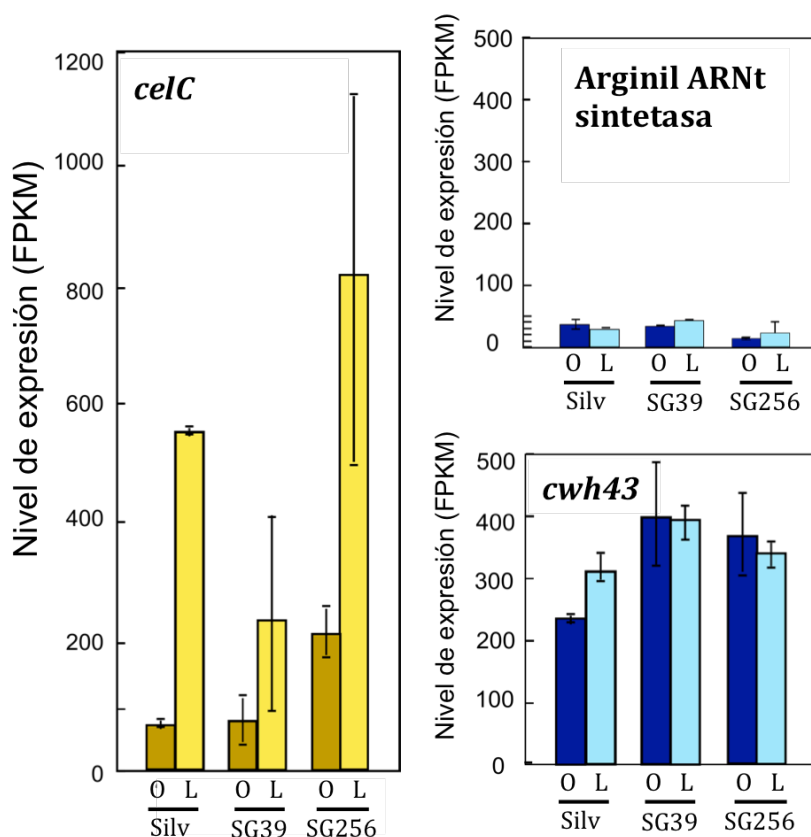 Nivel de expresión (FPKM)
celC
1200
1000
800
600
400
200
0
O L O L O L
Silv SG39 SG256
Nivel de expresión (FPKM)
Arginil ARNt
sintetasa
500
400
300
200
100
0
O L O L O L
Silv SG39 SG256
Nivel de expresión (FPKM)
cwh43
500
400
300
200
100
0
O L O L O L
Silv SG39 SG256